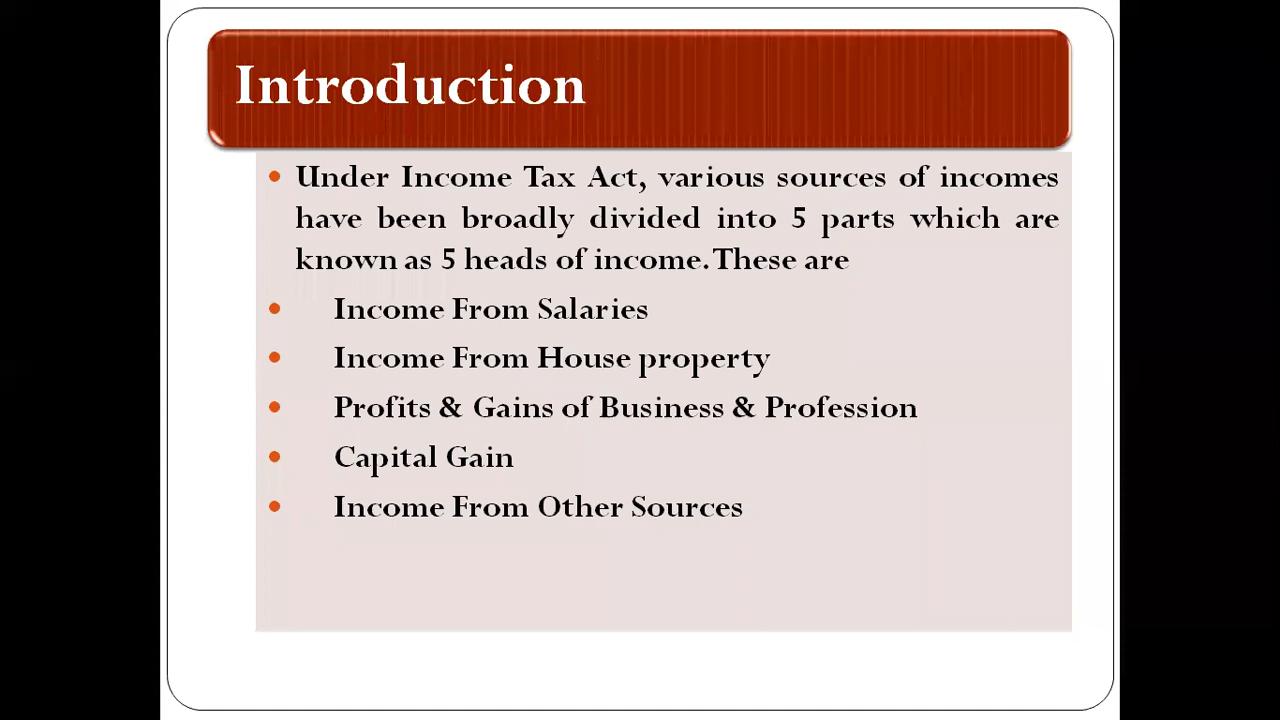 Introduction
Under Income Tax Act, various sources of incomes
have been broadly divided into 5 parts which are
known as 5 heads of income.These are
Income From Salaries
Income From House property
Profits & Gains of Business & Profession
Capital Gain
Income From Other Sources